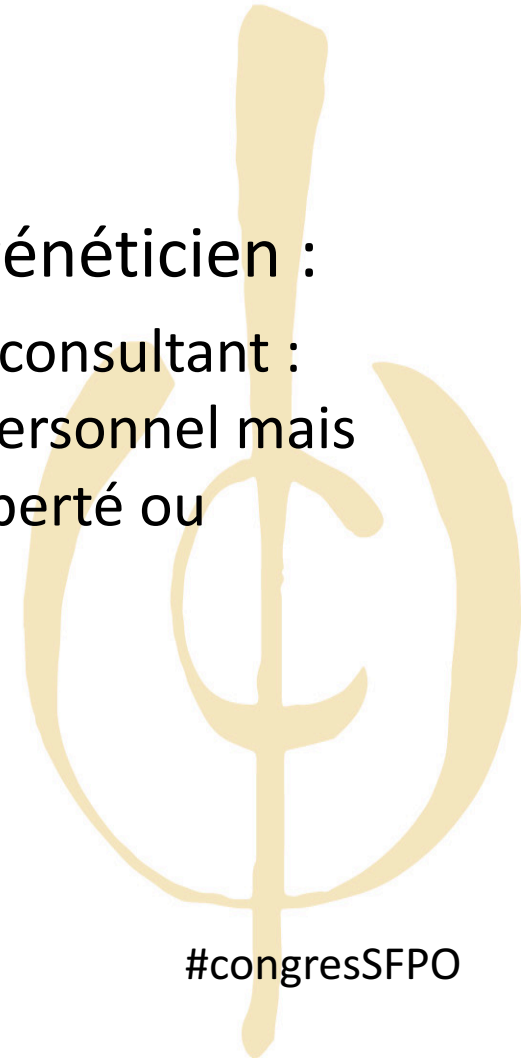 énéticien :
consultant :
ersonnel mais
perté ou
#congresSFPO